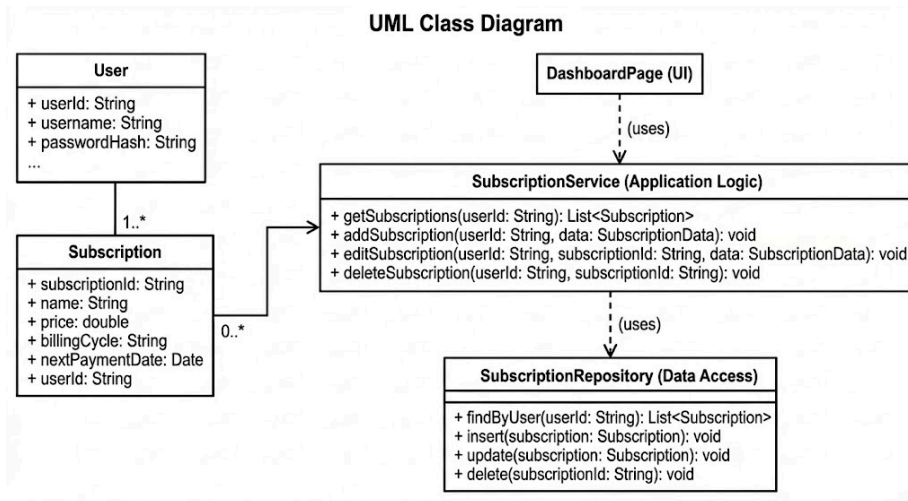 UML Class Diagram
User
+ userId: String
+ username: String
+ passwordHash: String
...
1..*
Subscription
+ subscriptionId: String
+ name: String
+ price: double
+ billingCycle: String
+ nextPaymentDate: Date
+ userId: String
0..*
DashboardPage (UI)
(uses)
SubscriptionService (Application Logic)
+ getSubscriptions(userId: String): List<Subscription>
+ addSubscription(userId: String, data: SubscriptionData): void
+ editSubscription(userId: String, subscriptionId: String, data: SubscriptionData): void
+ deleteSubscription(userId: String, subscriptionId: String): void
(uses)
SubscriptionRepository (Data Access)
+ findByUser(userId: String): List<Subscription>
+ insert(subscription: Subscription): void
+ update(subscription: Subscription): void
+ delete(subscriptionId: String): void